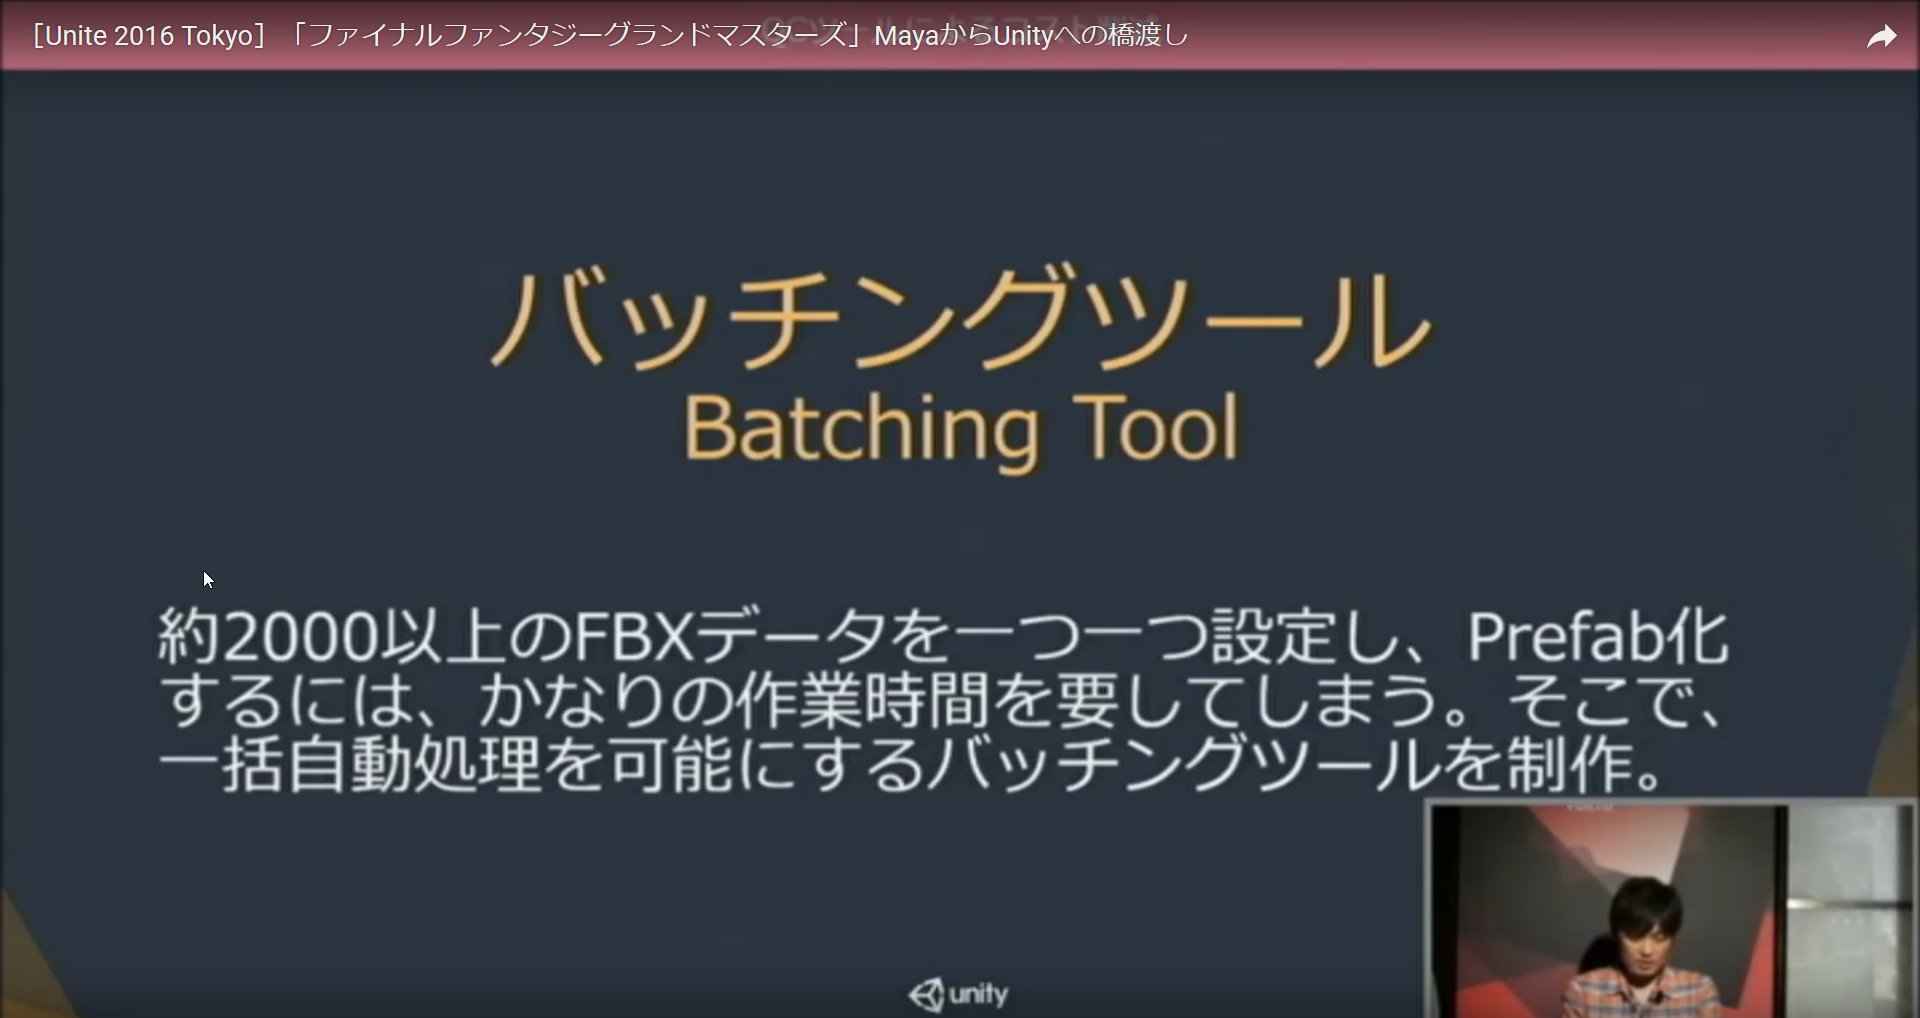 [Unite 2016 Tokyo] 「ファイナルファンタジーグランドマスターズ」MayaからUnityへの橋渡し
バッチングツール
Batching Tool
約2000以上のFBXデータを一つ一つ設定し、Prefab化
するには、かなりの作業時間を要してしまう。そこで、
一括自動処理を可能にするバッチングツールを制作。
unity